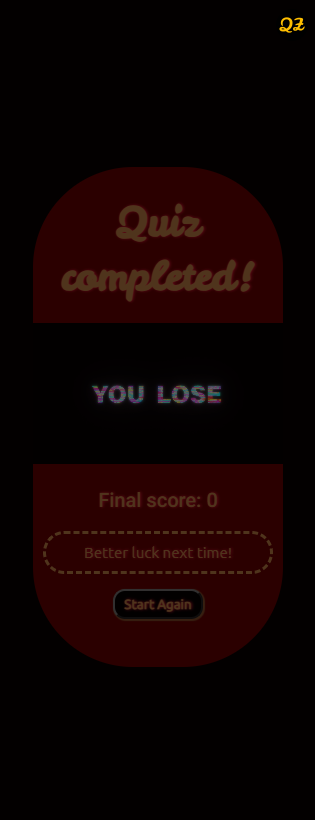 QZ
Quiz
completed!
YOU LOSE
Final score: 0
Better luck next time!
Start Again